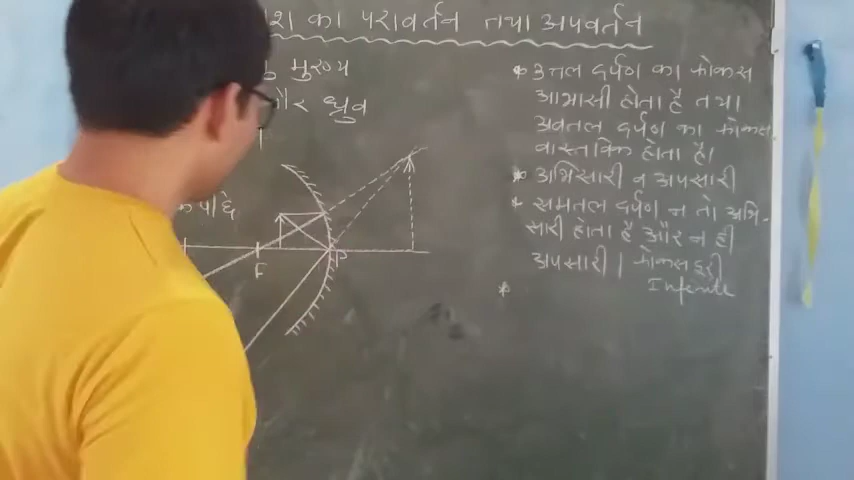 का परावर्तन तथा अपवर्तन
मुख्य
और ध्रुव
के पीछे
F
P
* उत्तल दर्पण का फोकस
आभासी होता है तथा
अवतल दर्पण का फोकस
वास्तविक होता है।
* अभिसारी व अपसारी
* समतल दर्पण न तो अभि-
सारी होता है और न ही
अपसारी। फोकस दूरी
Infinite
*